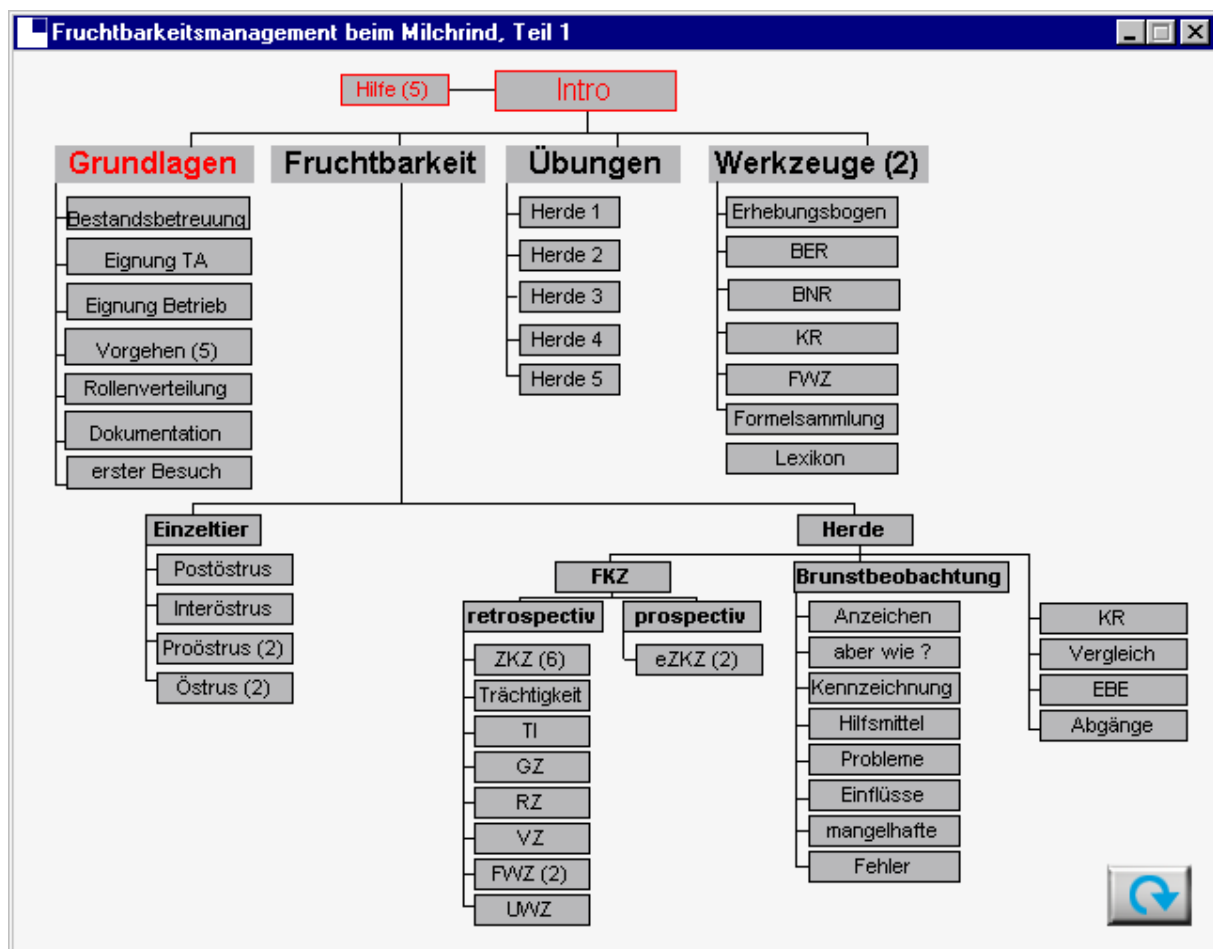 Fruchtbarkeitsmanagement beim Milchrind, Teil 1
Hilfe (5)
Intro
Grundlagen
Bestandsbetreuung
Eignung TA
Eignung Betrieb
Vorgehen (5)
Rollenverteilung
Dokumentation
erster Besuch
Fruchtbarkeit
Übungen
Herde 1
Herde 2
Herde 3
Herde 4
Herde 5
Werkzeuge (2)
Erhebungsbogen
BER
BNR
KR
FWZ
Formelsammlung
Lexikon
Einzeltier
Postöstrus
Interöstrus
Proöstrus (2)
Östrus (2)
Herde
FKZ
retrospectiv
ZKZ (6)
Trächtigkeit
TI
GZ
RZ
VZ
FWZ (2)
UWZ
prospectiv
eZKZ (2)
Brunstbeobachtung
Anzeichen
aber wie ?
Kennzeichnung
Hilfsmittel
Probleme
Einflüsse
mangelhafte
Fehler
KR
Vergleich
EBE
Abgänge